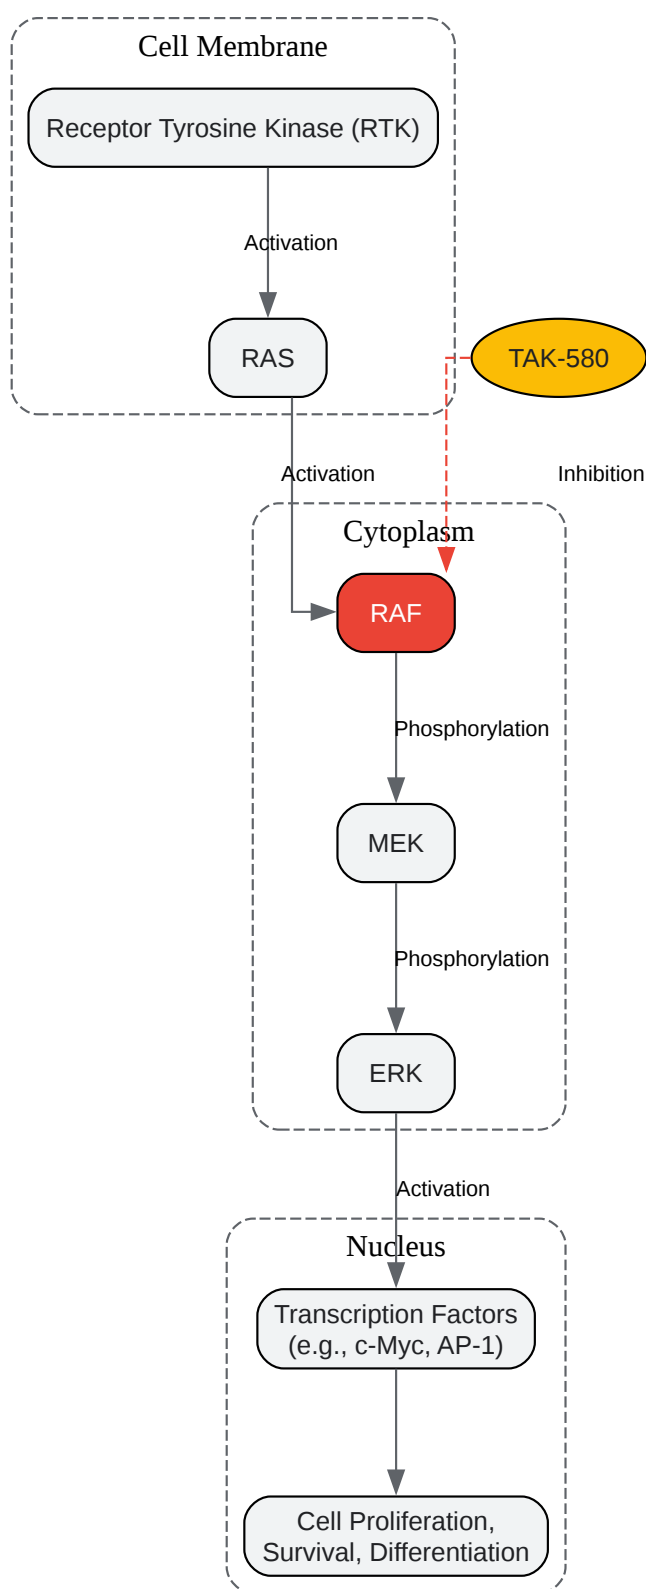 Cell Membrane
Receptor Tyrosine Kinase (RTK)
Activation
RAS
TAK-580
Activation
Inhibition
Cytoplasm
RAF
Phosphorylation
MEK
Phosphorylation
ERK
Activation
Nucleus
Transcription Factors
(e.g., c-Myc, AP-1)
Cell Proliferation,
Survival, Differentiation